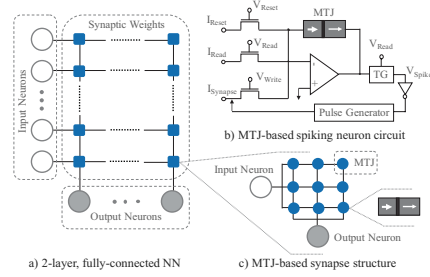 Synaptic Weights
Input Neurons
Output Neurons
a) 2-layer, fully-connected NN
V_Reset
I_Reset
MTJ
V_Read
I_Read
V_Read
TG
V_Spike
V_Write
I_Synapse
Pulse Generator
b) MTJ-based spiking neuron circuit
MTJ
Input Neuron
Output Neuron
c) MTJ-based synapse structure